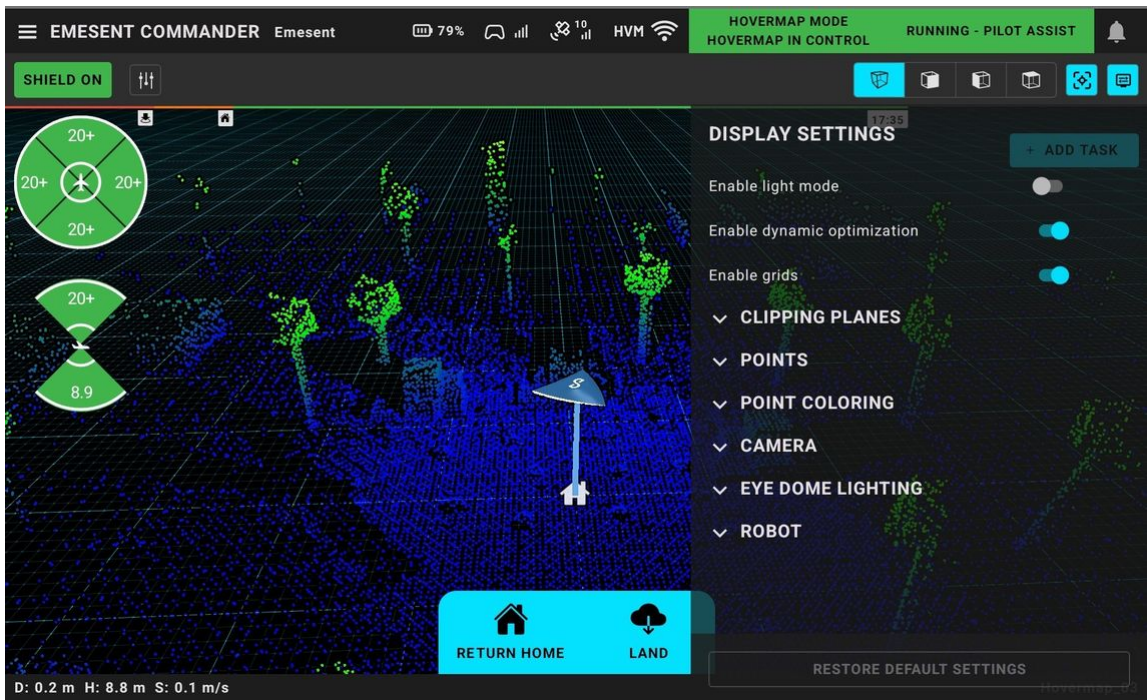 EMESENT COMMANDER Emesent
79%
10
HVM
HOVERMAP MODE
HOVERMAP IN CONTROL
RUNNING - PILOT ASSIST
SHIELD ON
17:35
20+
20+
20+
20+
20+
8.9
S
DISPLAY SETTINGS
+ ADD TASK
Enable light mode
Enable dynamic optimization
Enable grids
CLIPPING PLANES
POINTS
POINT COLORING
CAMERA
EYE DOME LIGHTING
ROBOT
RETURN HOME
LAND
RESTORE DEFAULT SETTINGS
D: 0.2 m H: 8.8 m S: 0.1 m/s